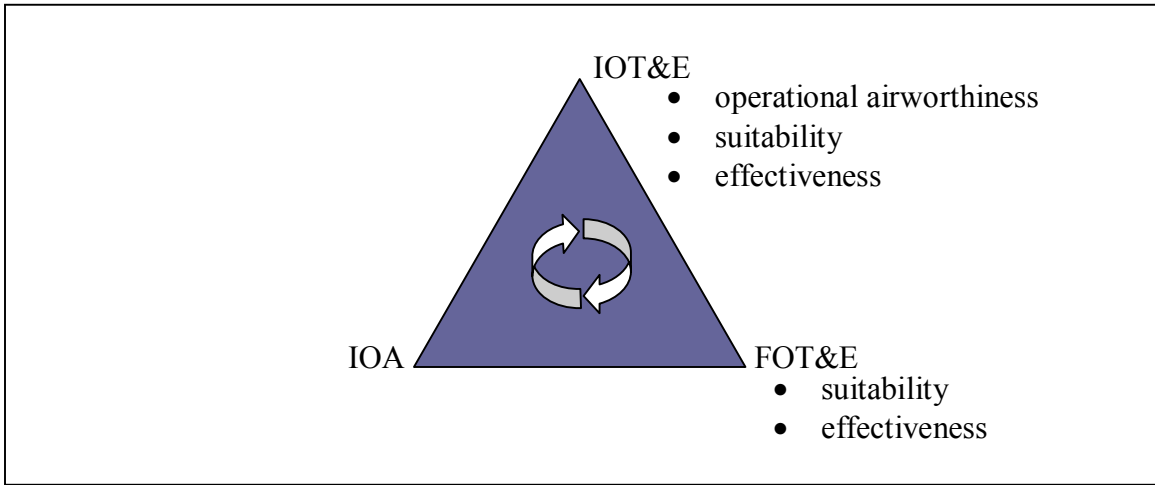 IOT&E
• operational airworthiness
• suitability
• effectiveness
IOA
FOT&E
• suitability
• effectiveness